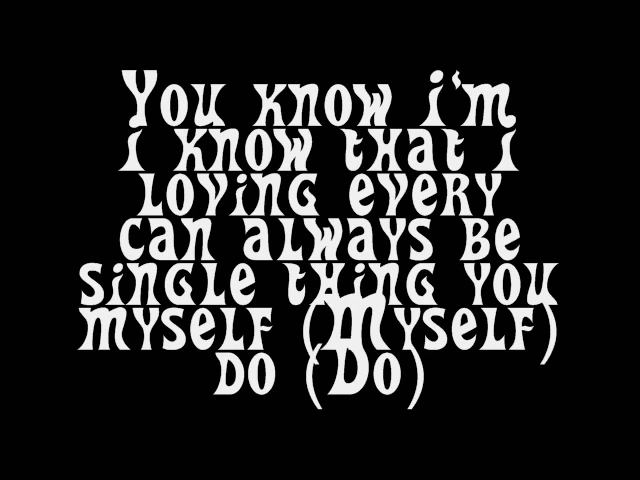 You know i'm
i know that i
loving every
can always be
single thing you
myself (Myself)
do (Do)